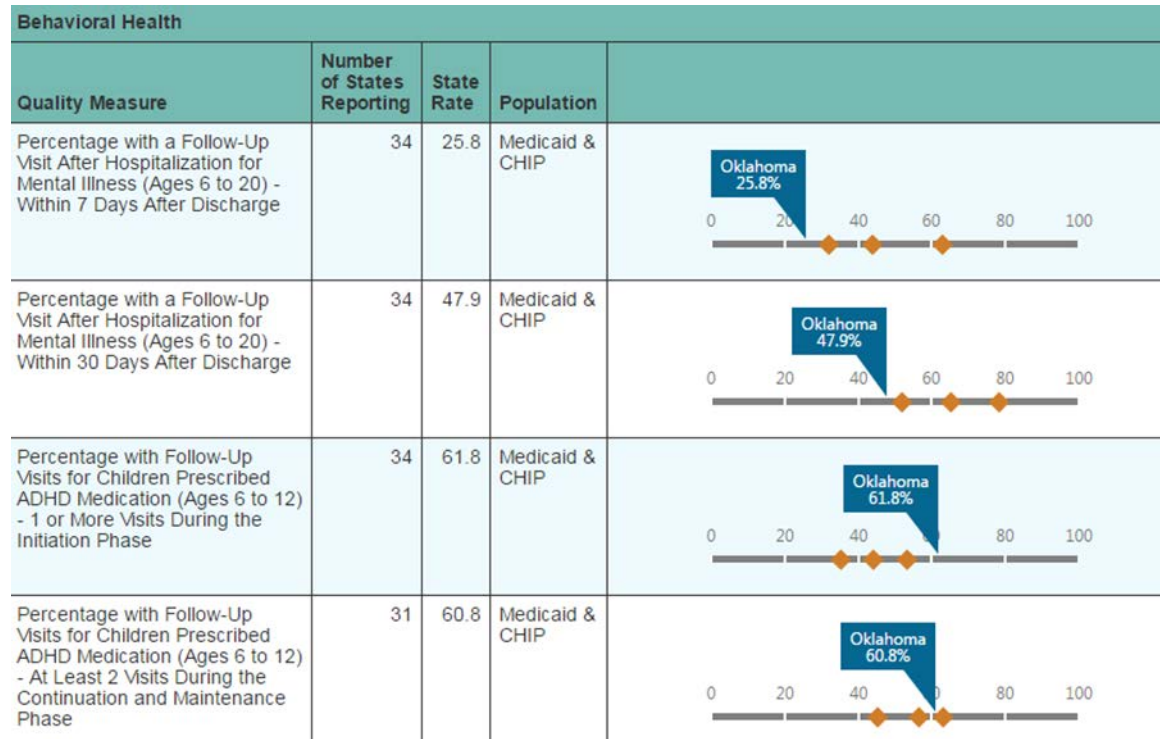 Behavioral Health
Quality Measure
Number
of States
Reporting
State
Rate
Population
Percentage with a Follow-Up
Visit After Hospitalization for
Mental Illness (Ages 6 to 20) -
Within 7 Days After Discharge
34
25.8
Medicaid &
CHIP
Oklahoma
25.8%
0 20 40 60 80 100
Percentage with a Follow-Up
Visit After Hospitalization for
Mental Illness (Ages 6 to 20) -
Within 30 Days After Discharge
34
47.9
Medicaid &
CHIP
Oklahoma
47.9%
0 20 40 60 80 100
Percentage with Follow-Up
Visits for Children Prescribed
ADHD Medication (Ages 6 to 12)
- 1 or More Visits During the
Initiation Phase
34
61.8
Medicaid &
CHIP
Oklahoma
61.8%
0 20 40 80 100
Percentage with Follow-Up
Visits for Children Prescribed
ADHD Medication (Ages 6 to 12)
- At Least 2 Visits During the
Continuation and Maintenance
Phase
31
60.8
Medicaid &
CHIP
Oklahoma
60.8%
0 20 40 80 100